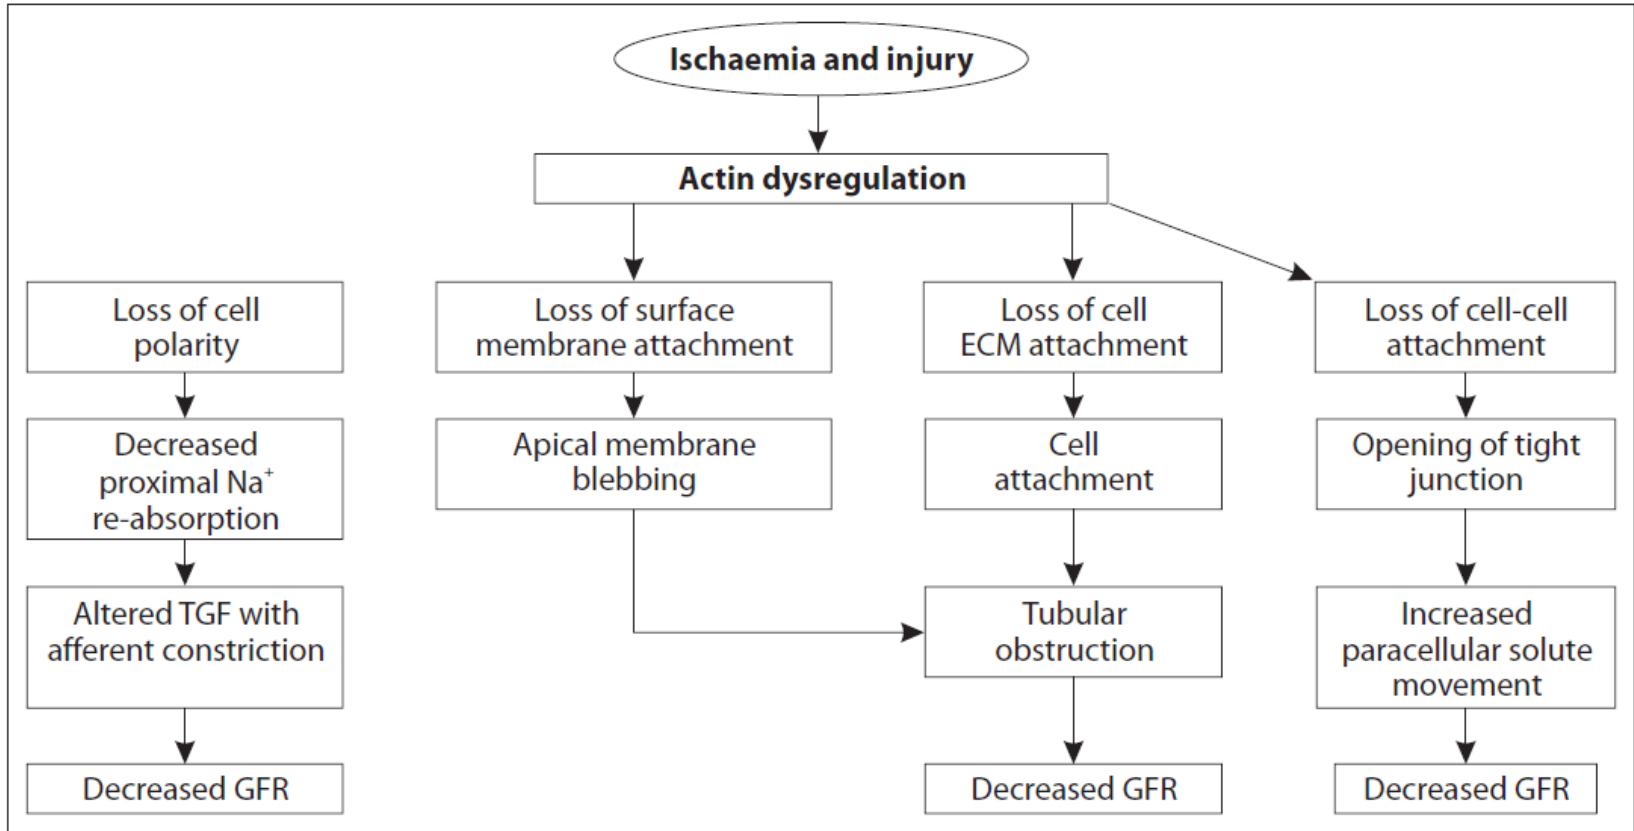 Ischaemia and injury
Actin dysregulation
Loss of cell
polarity
Decreased
proximal Na⁺
re-absorption
Altered TGF with
afferent constriction
Decreased GFR
Loss of surface
membrane attachment
Apical membrane
blebbing
Loss of cell
ECM attachment
Cell
attachment
Tubular
obstruction
Decreased GFR
Loss of cell-cell
attachment
Opening of tight
junction
Increased
paracellular solute
movement
Decreased GFR